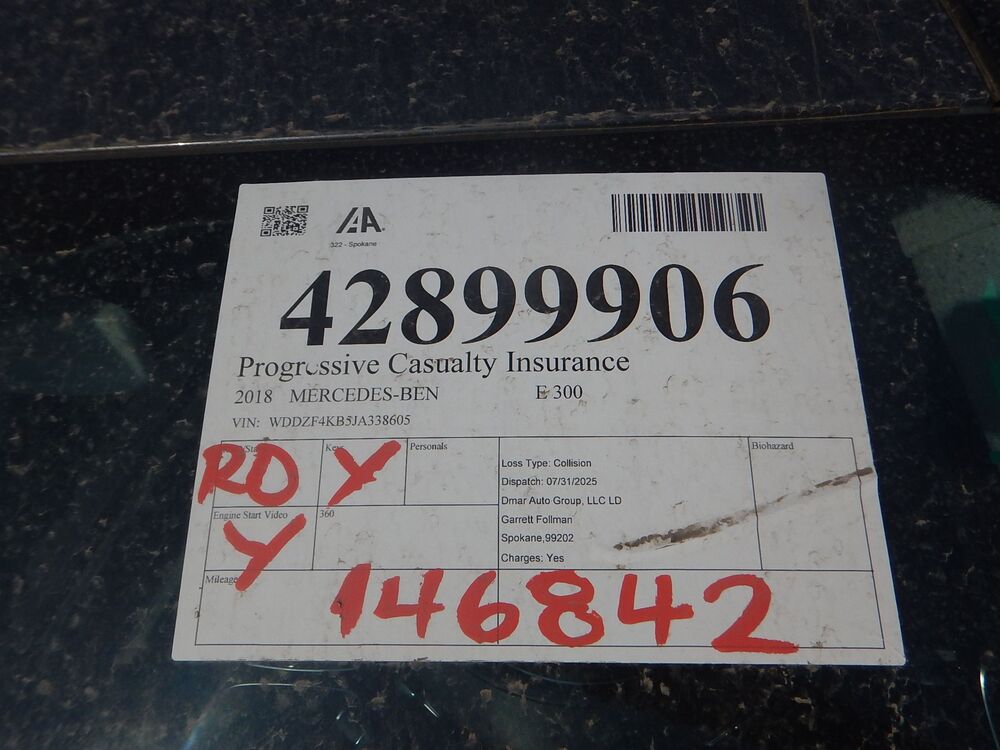 IAA
322 - Spokane
42899906
Progressive Casualty Insurance
2018 MERCEDES-BEN E 300
VIN: WDDZF4KB5JA338605
Keys Personals Biohazard
RD Y
Loss Type: Collision
Dispatch: 07/31/2025
Dmar Auto Group, LLC LD
Garrett Follman
Spokane,99202
Charges: Yes
Engine Start Video 360
Y
Mileage
146842